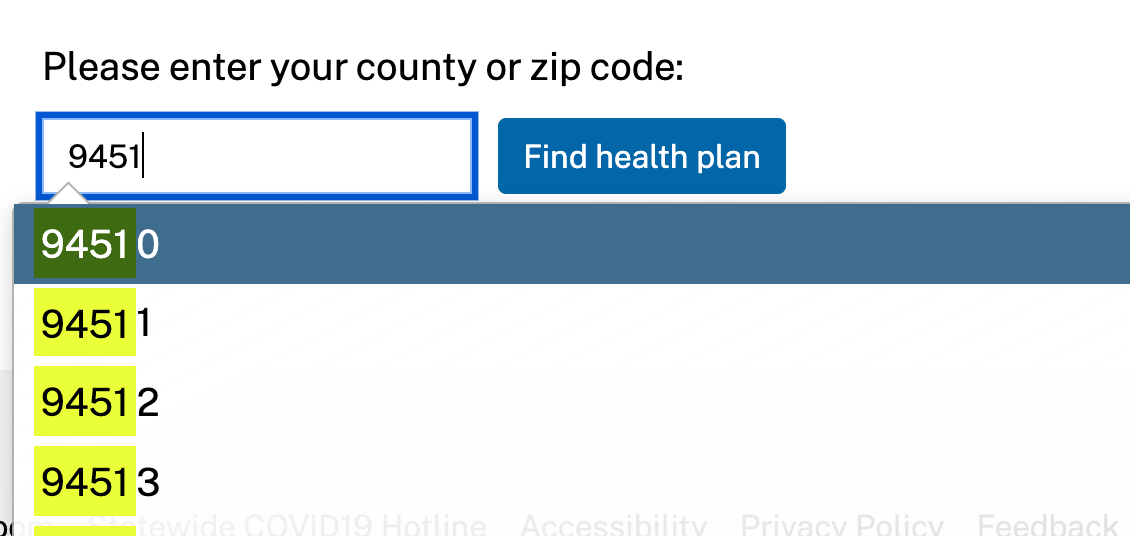 Please enter your county or zip code:
9451 Find health plan
94510
94511
94512
94513
Statewide COVID19 Hotline Accessibility Privacy Policy Feedback